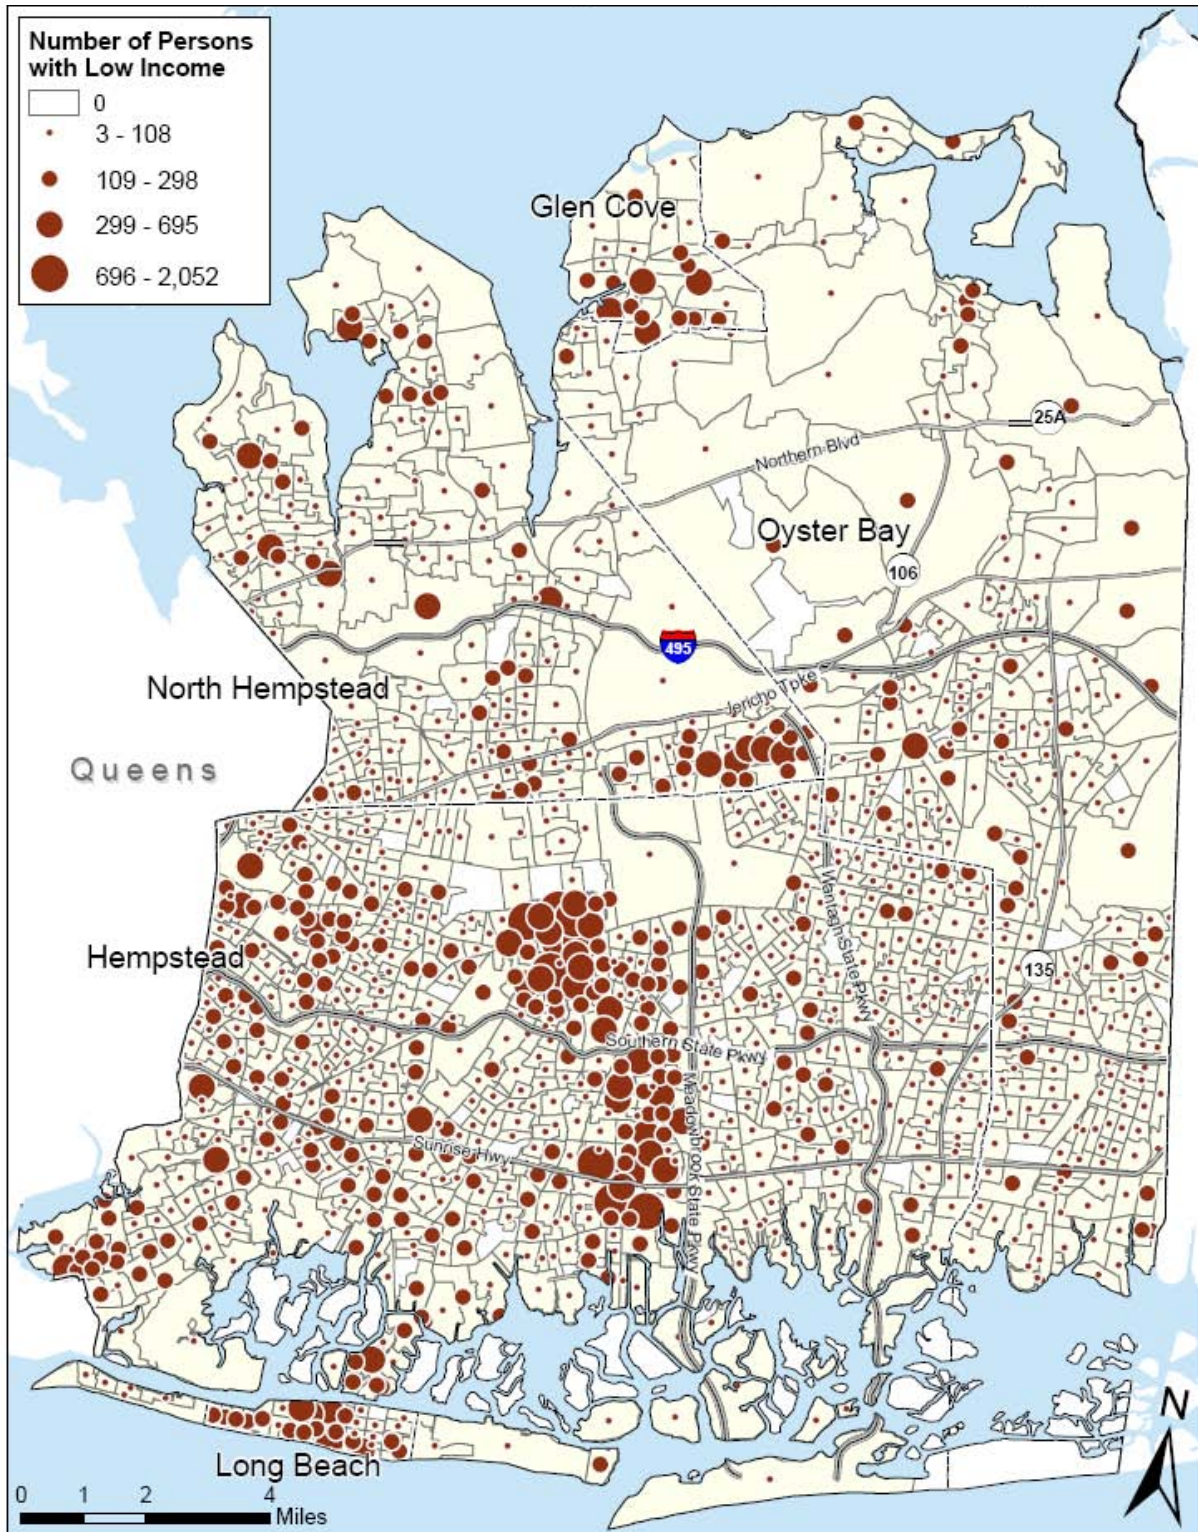 Number of Persons
with Low Income
0
3 - 108
109 - 298
299 - 695
696 - 2,052
Glen Cove
25A
Northern Blvd
Oyster Bay
106
495
North Hempstead
Jericho Tpke
Queens
Wantagh State Pkwy
Hempstead
135
Southern State Pkwy
Meadowbrook State Pkwy
Sunrise Hwy
N
Long Beach
0 1 2 4
Miles